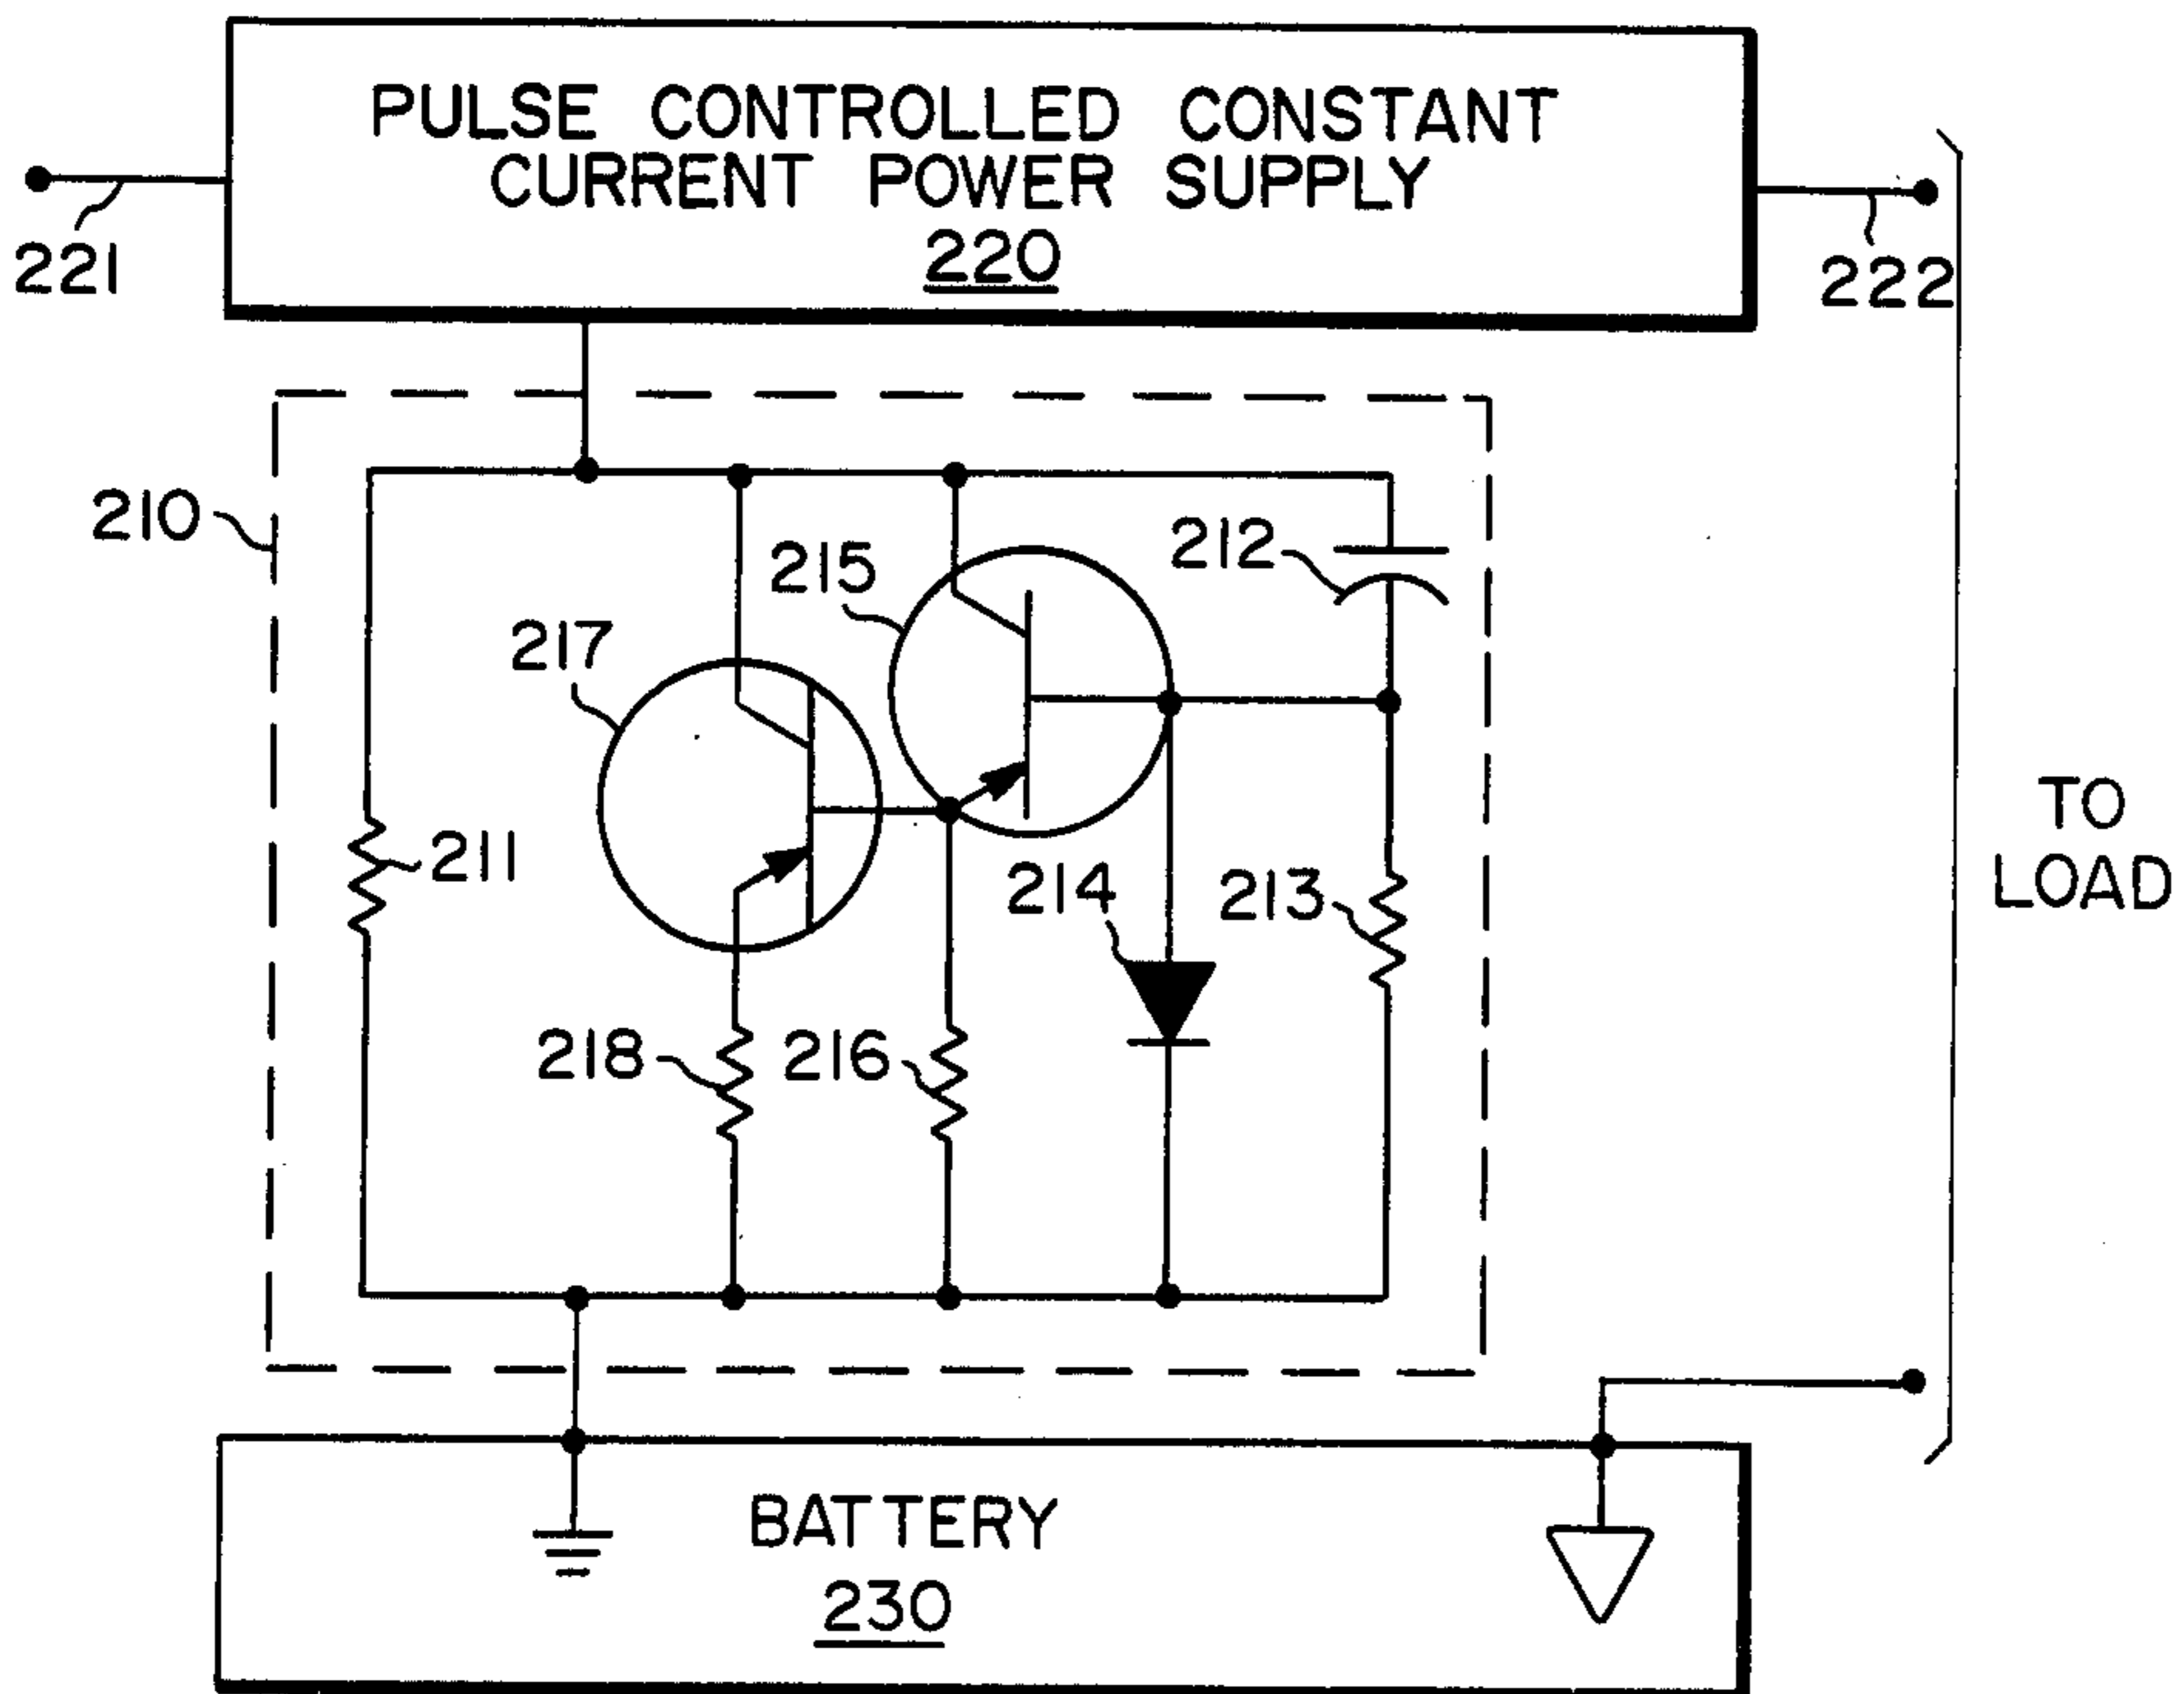 PULSE CONTROLLED CONSTANT
CURRENT POWER SUPPLY
220
221
222
210
212
215
217
211
214
213
218
216
TO
LOAD
BATTERY
230